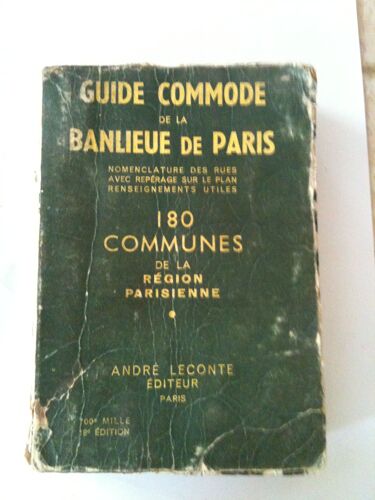 GUIDE COMMODE
DE LA
BANLIEUE DE PARIS
NOMENCLATURE DES RUES
AVEC REPÉRAGE SUR LE PLAN
RENSEIGNEMENTS UTILES
180
COMMUNES
DE LA
RÉGION
PARISIENNE
ANDRÉ LECONTE
ÉDITEUR
PARIS
MILLE
ÉDITION